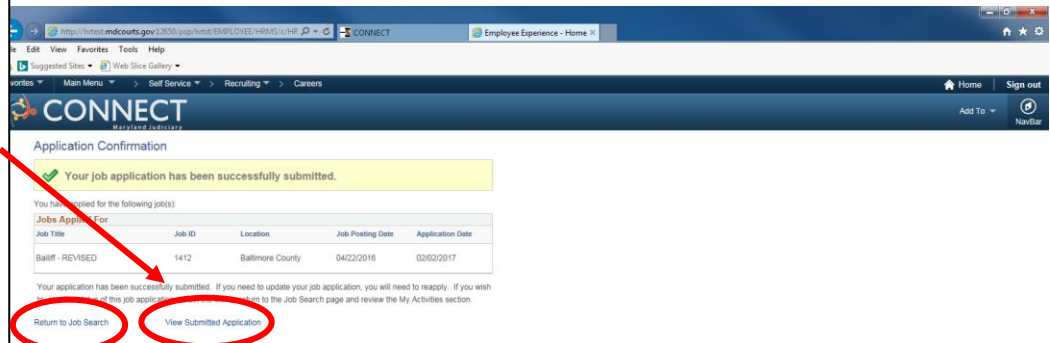 http://hrtest.mdcourts.gov:12650/psp/hrtst/EMPLOYEE/HRMS/c/HR CONNECT Employee Experience - Home
Edit View Favorites Tools Help
Suggested Sites Web Slice Gallery
vorites Main Menu > Self Service > Recruiting > Careers Home Sign out
CONNECT Add To
Maryland Judiciary NavBar
Application Confirmation
Your job application has been successfully submitted.
You have applied for the following job(s):
Jobs Applied For
Job Title Job ID Location Job Posting Date Application Date
Bailiff - REVISED 1412 Baltimore County 04/22/2016 02/02/2017
Your application has been successfully submitted. If you need to update your job application, you will need to reapply. If you wish
of this job application return to the Job Search page and review the My Activities section.
Return to Job Search View Submitted Application